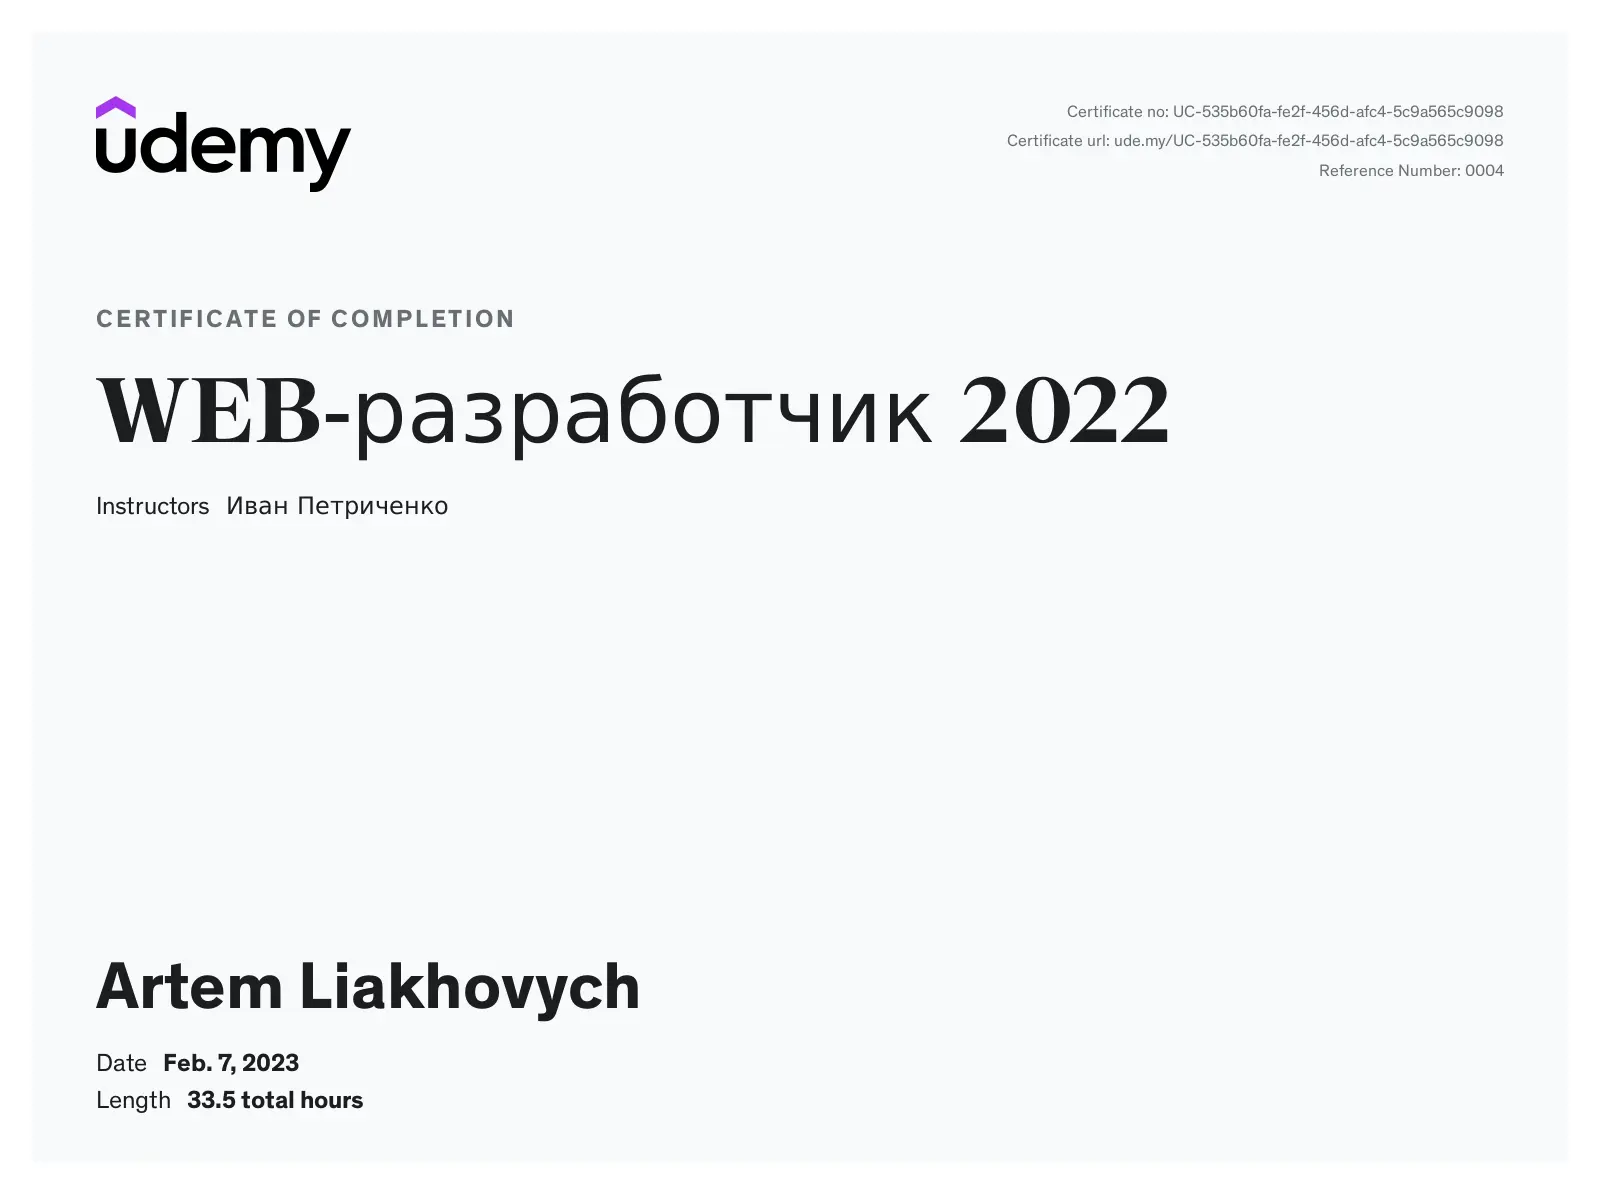 udemy
Certificate no: UC-535b60fa-fe2f-456d-afc4-5c9a565c9098
Certificate url: ude.my/UC-535b60fa-fe2f-456d-afc4-5c9a565c9098
Reference Number: 0004
CERTIFICATE OF COMPLETION
WEB-разработчик 2022
Instructors Иван Петриченко
Artem Liakhovych
Date Feb. 7, 2023
Length 33.5 total hours